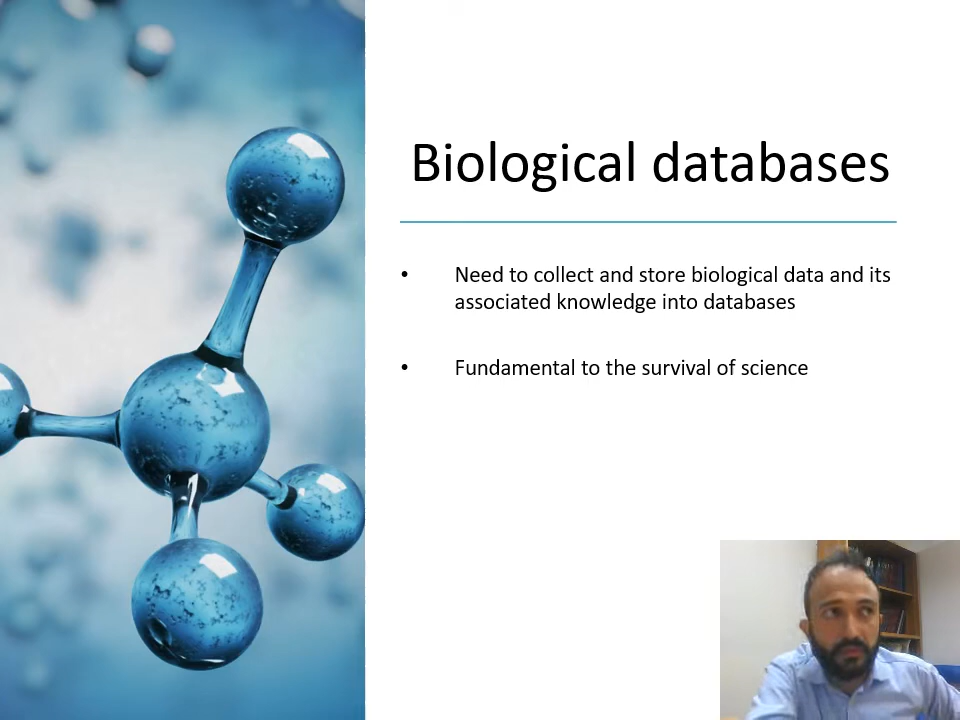 Biological databases
• Need to collect and store biological data and its
associated knowledge into databases
• Fundamental to the survival of science